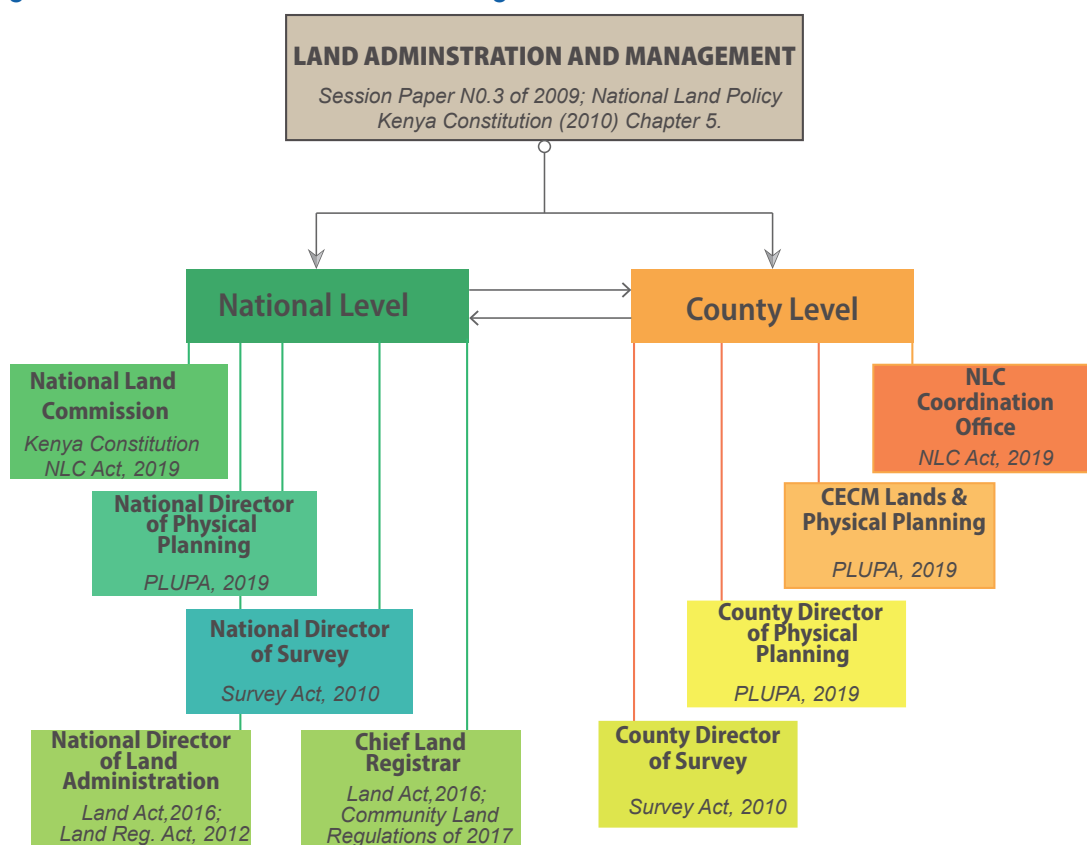 LAND ADMINSTRATION AND MANAGEMENT
Session Paper N0.3 of 2009; National Land Policy
Kenya Constitution (2010) Chapter 5.
National Level
County Level
National Land
Commission
Kenya Constitution
NLC Act, 2019
NLC
Coordination
Office
NLC Act, 2019
National Director
of Physical
Planning
PLUPA, 2019
CECM Lands &
Physical Planning
PLUPA, 2019
National Director
of Survey
Survey Act, 2010
County Director
of Physical
Planning
PLUPA, 2019
National Director
of Land
Administration
Land Act,2016;
Land Reg. Act, 2012
Chief Land
Registrar
Land Act,2016;
Community Land
Regulations of 2017
County Director
of Survey
Survey Act, 2010